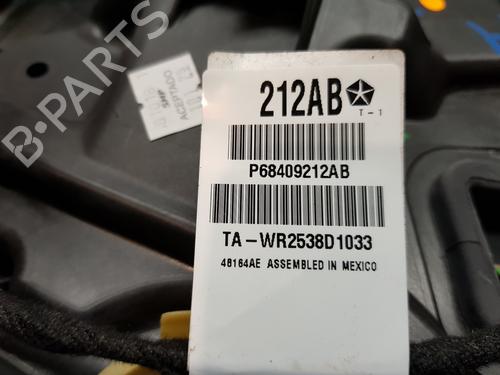 212AB
T-1
P68409212AB
TA-WR2538D1033
48164AE ASSEMBLED IN MEXICO
ACEPTADO
B-PARTS